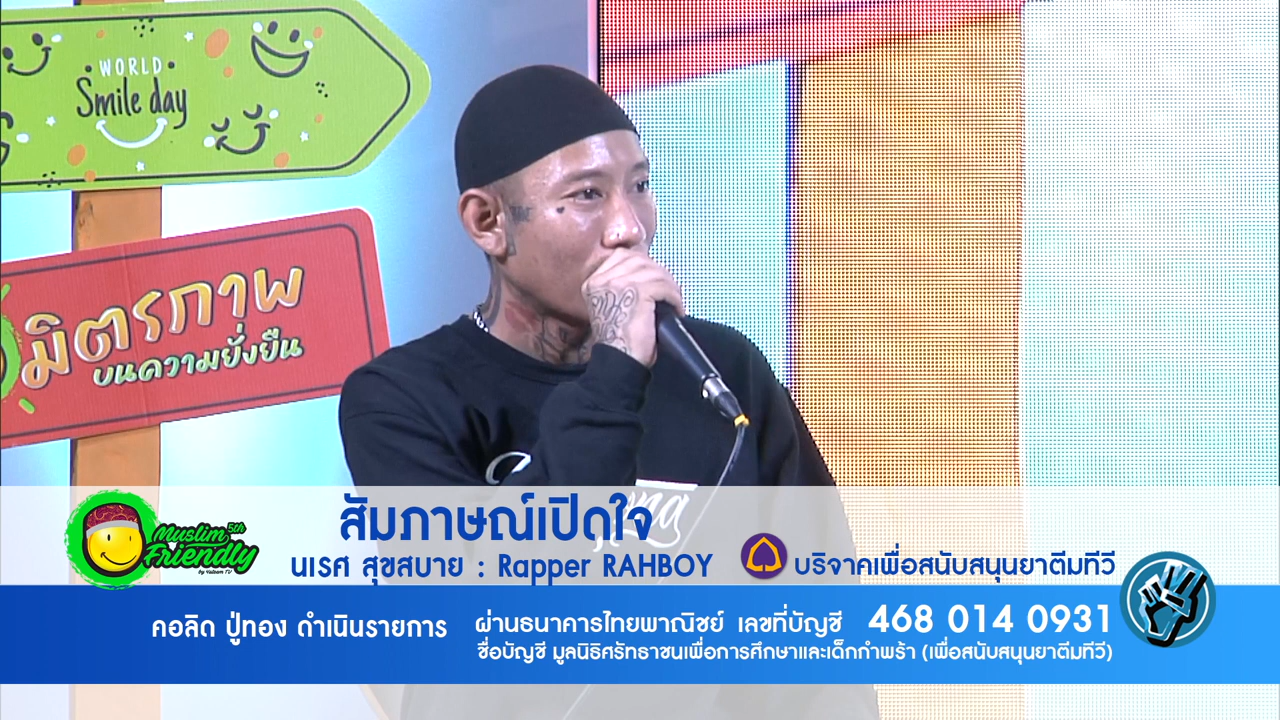 WORLD
Smile day
มิตรภาพ
บนความยั่งยืน
สัมภาษณ์เปิดใจ
นเรศ สุขสบาย : Rapper RAHBOY
Muslim 5th
Friendly
by Yateem TV
บริจาคเพื่อสนับสนุนยาตีมทีวี
คอลิด ปู่ทอง ดำเนินรายการ
ผ่านธนาคารไทยพาณิชย์ เลขที่บัญชี 468 014 0931
ชื่อบัญชี มูลนิธิศรัทธาชนเพื่อการศึกษาและเด็กกำพร้า (เพื่อสนับสนุนยาตีมทีวี)